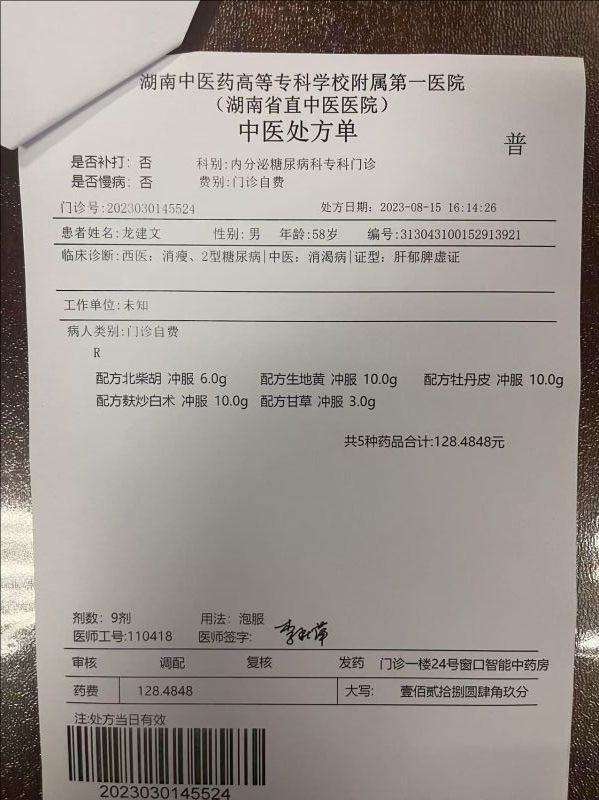 湖南中医药高等专科学校附属第一医院
（湖南省直中医医院）
中医处方单
普
是否补打: 否 科别:内分泌糖尿病科专科门诊
是否慢病: 否 费别:门诊自费
门诊号:2023030145524 处方日期: 2023-08-15 16:14:26
患者姓名:龙建文 性别:男 年龄:58岁 编号:313043100152913921
临床诊断:西医: 消瘦、2型糖尿病|中医: 消渴病|证型: 肝郁脾虚证
工作单位:未知
病人类别:门诊自费
R
配方北柴胡 冲服 6.0g 配方生地黄 冲服 10.0g 配方牡丹皮 冲服 10.0g
配方麸炒白术 冲服 10.0g 配方甘草 冲服 3.0g
共5种药品合计:128.4848元
剂数: 9剂 用法: 泡服
医师工号:110418 医师签字:
审核 调配 复核 发药 门诊一楼24号窗口智能中药房
药费 128.4848 大写: 壹佰贰拾捌圆肆角玖分
注:处方当日有效
2023030145524